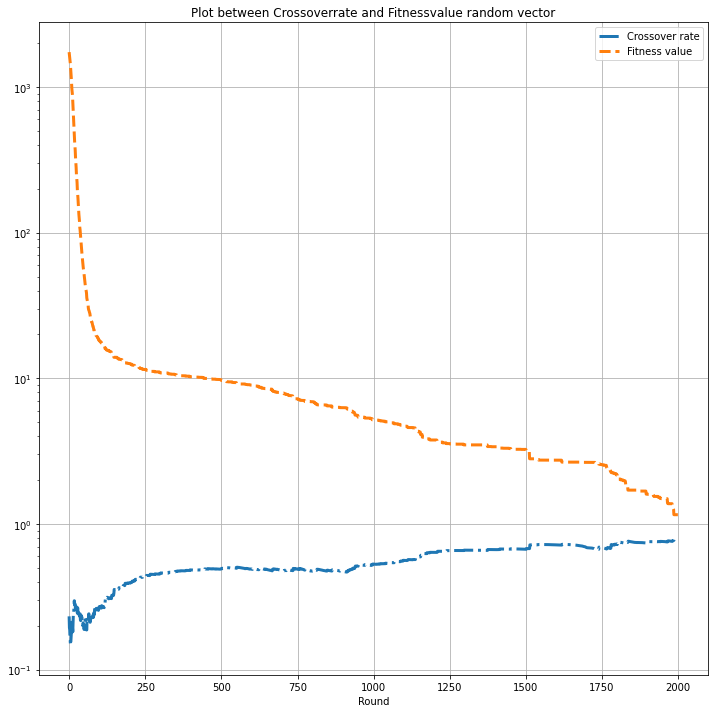 Plot between Crossoverrate and Fitnessvalue random vector
Crossover rate
Fitness value
10³
10²
10¹
10⁰
10⁻¹
0 250 500 750 1000 1250 1500 1750 2000
Round